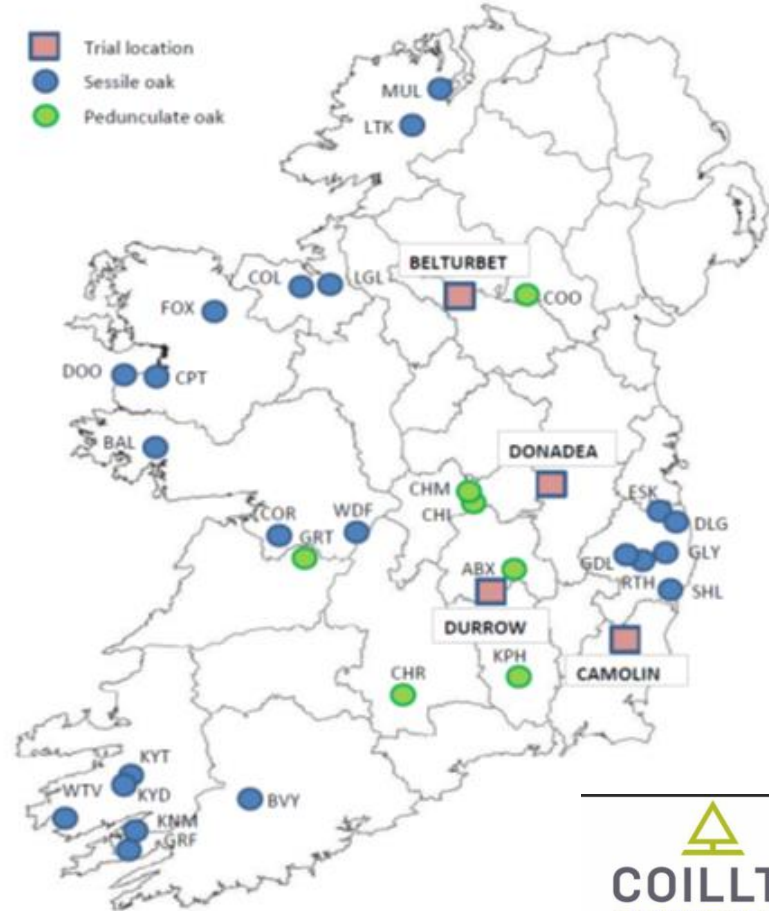 Trial location
Sessile oak
Pedunculate oak
MUL
LTK
BELTURBET
COL
LGL
COO
FOX
DOO
CPT
BAL
DONADEA
CHM
CHL
ESK
DLG
COR
WDF
GRT
ABX
GDL
GLY
RTH
SHL
DURROW
KPH
CAMOLIN
CHR
KYT
WTV
KYD
BVY
KNM
GRF
COILLT